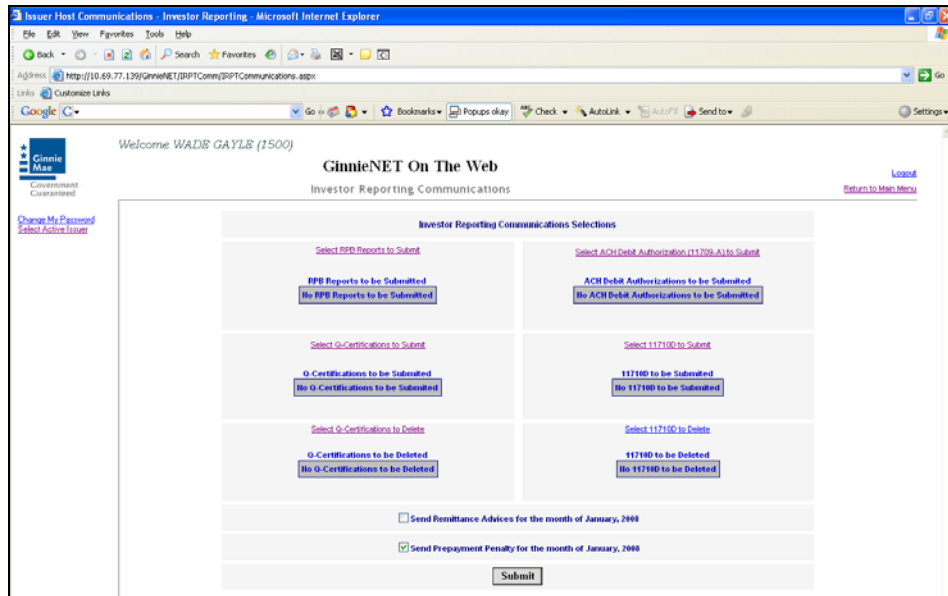 Issuer Host Communications - Investor Reporting - Microsoft Internet Explorer
File Edit View Favorites Tools Help
Back Search Favorites
Address http://10.69.77.139/GinnieNET/IRPTComm/IRPTCommunications.aspx Go
Links Customize Links
Google G Go Bookmarks Popups okay Check AutoLink AutoFill Send to Settings
Welcome WADE GAYLE (1500)
Ginnie Mae
Government Guaranteed
GinnieNET On The Web
Logout
Investor Reporting Communications
Return to Main Menu
Change My Password
Select Active Issuer
Investor Reporting Communications Selections
Select RPB Reports to Submit
Select ACH Debit Authorization (11709-A) to Submit
RPB Reports to be Submitted
ACH Debit Authorizations to be Submitted
No RPB Reports to be Submitted
No ACH Debit Authorizations to be Submitted
Select Q-Certifications to Submit
Select 11710D to Submit
Q-Certifications to be Submited
11710D to be Submitted
No Q-Certifications to be Submited
No 11710D to be Submitted
Select Q-Certifications to Delete
Select 11710D to Delete
Q-Certifications to be Deleted
11710D to be Deleted
No Q-Certifications to be Deleted
No 11710D to be Deleted
Send Remittance Advices for the month of January, 2008
Send Prepayment Penalty for the month of January, 2008
Submit